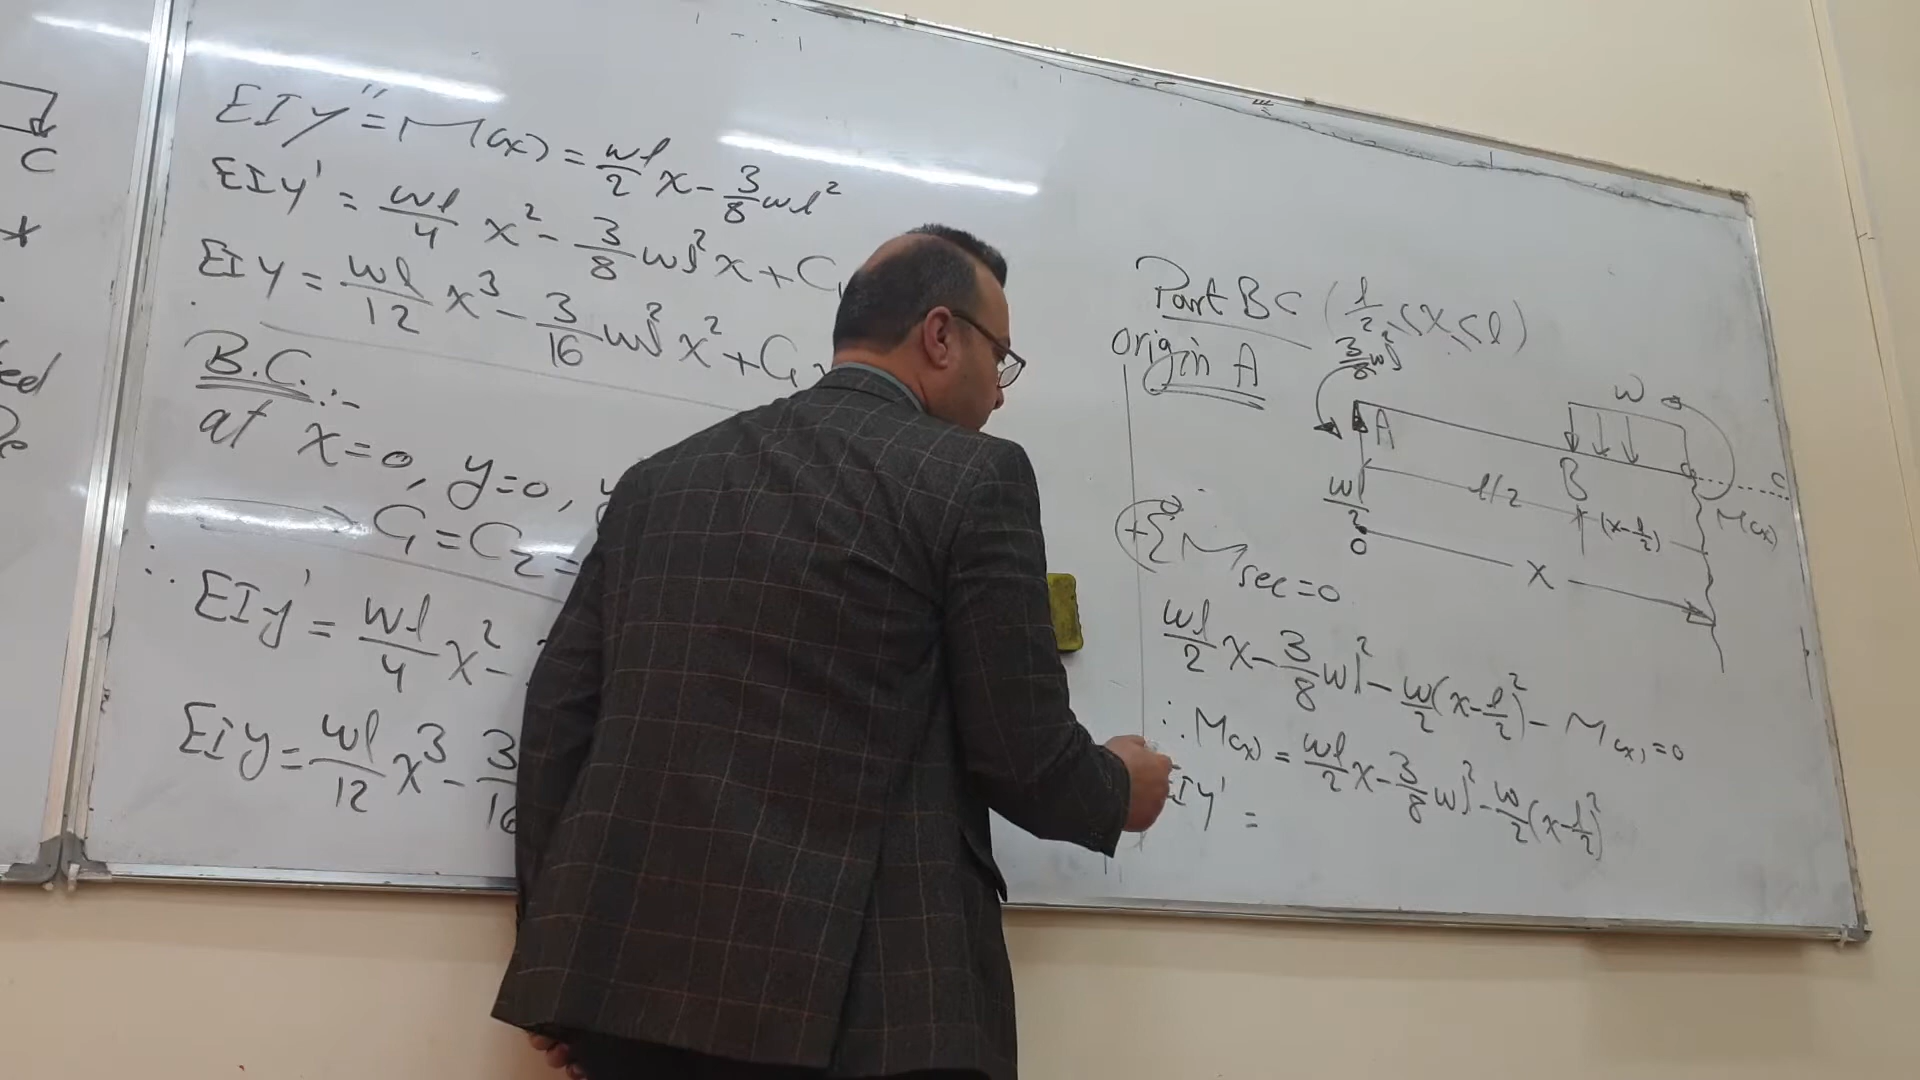 C
EIy'' = M(x) = wl/2 x - 3/8 wl²
EIy' = wl/4 x² - 3/8 wl² x + C₁
EIy = wl/12 x³ - 3/16 wl² x² + C₁
B.C.:-
at x=0, y=0, y
C₁ = C₂ =
∴ EIy' = wl/4 x² -
EIy = wl/12 x³ - 3/16
Part BC (l/2 ≤ x ≤ l)
origin A
3/8 wl²
w
A
B
C
wl/2
l/2
(x - l/2)
M(x)
0
x
+Σ M sec = 0
wl/2 x - 3/8 wl² - w/2 (x - l/2)² - M(x) = 0
∴ M(x) = wl/2 x - 3/8 wl² - w/2 (x - l/2)²
EIy' =